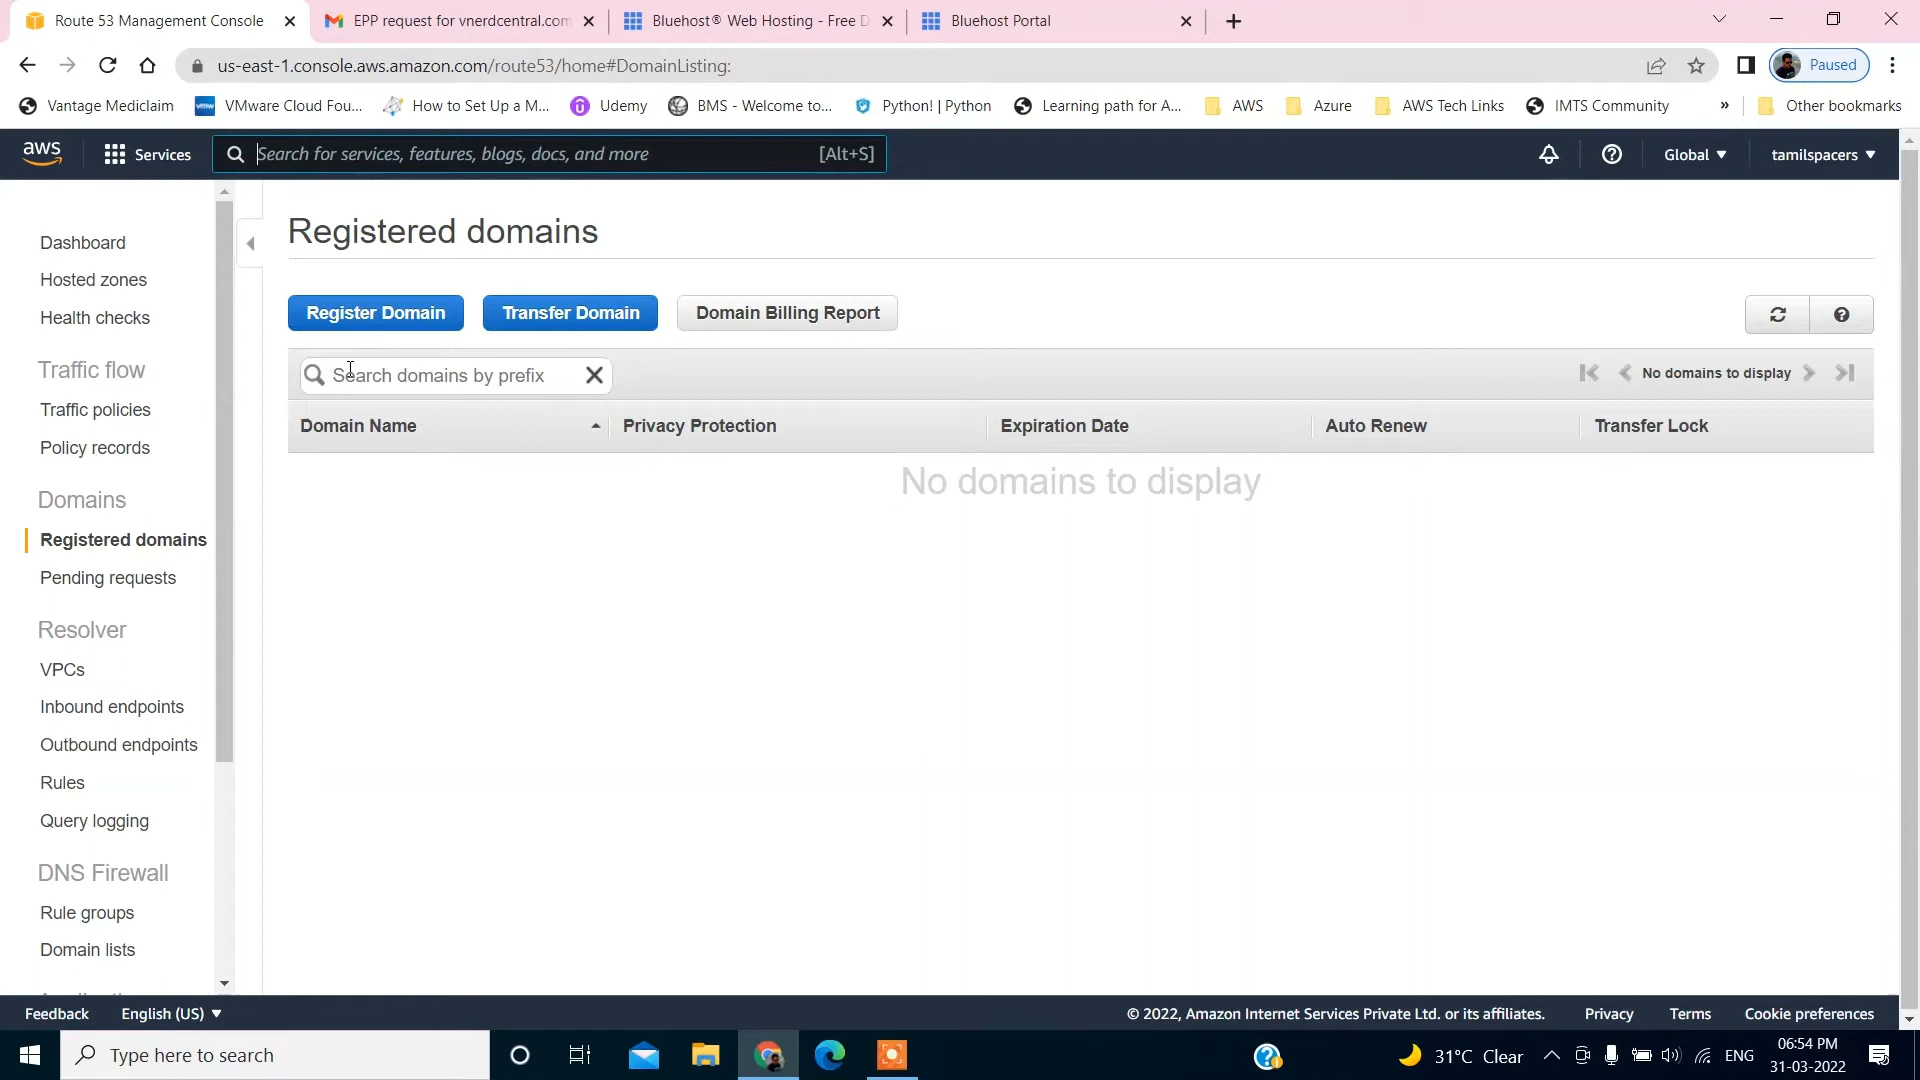 Route 53 Management Console
EPP request for vnerdcentral.com
Bluehost® Web Hosting - Free D
Bluehost Portal
us-east-1.console.aws.amazon.com/route53/home#DomainListing:
Paused
Vantage Mediclaim
vmw
VMware Cloud Fou...
How to Set Up a M...
Udemy
BMS - Welcome to...
Python! | Python
Learning path for A...
AWS
Azure
AWS Tech Links
IMTS Community
»
Other bookmarks
aws
Services
Search for services, features, blogs, docs, and more
[Alt+S]
Global
tamilspacers
Dashboard
Hosted zones
Health checks
Traffic flow
Traffic policies
Policy records
Domains
Registered domains
Pending requests
Resolver
VPCs
Inbound endpoints
Outbound endpoints
Rules
Query logging
DNS Firewall
Rule groups
Domain lists
Registered domains
Register Domain
Transfer Domain
Domain Billing Report
Search domains by prefix
No domains to display
Domain Name
Privacy Protection
Expiration Date
Auto Renew
Transfer Lock
No domains to display
Feedback
English (US)
© 2022, Amazon Internet Services Private Ltd. or its affiliates.
Privacy
Terms
Cookie preferences
Type here to search
31°C Clear
ENG
06:54 PM
31-03-2022